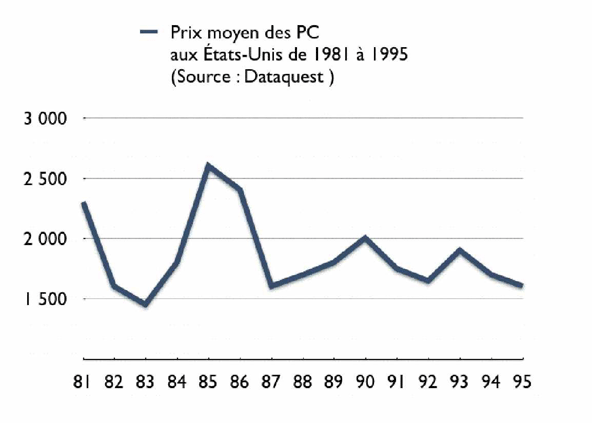 Prix moyen des PC
aux États-Unis de 1981 à 1995
(Source : Dataquest )
3 000
2 500
2 000
1 500
81 82 83 84 85 86 87 88 89 90 91 92 93 94 95